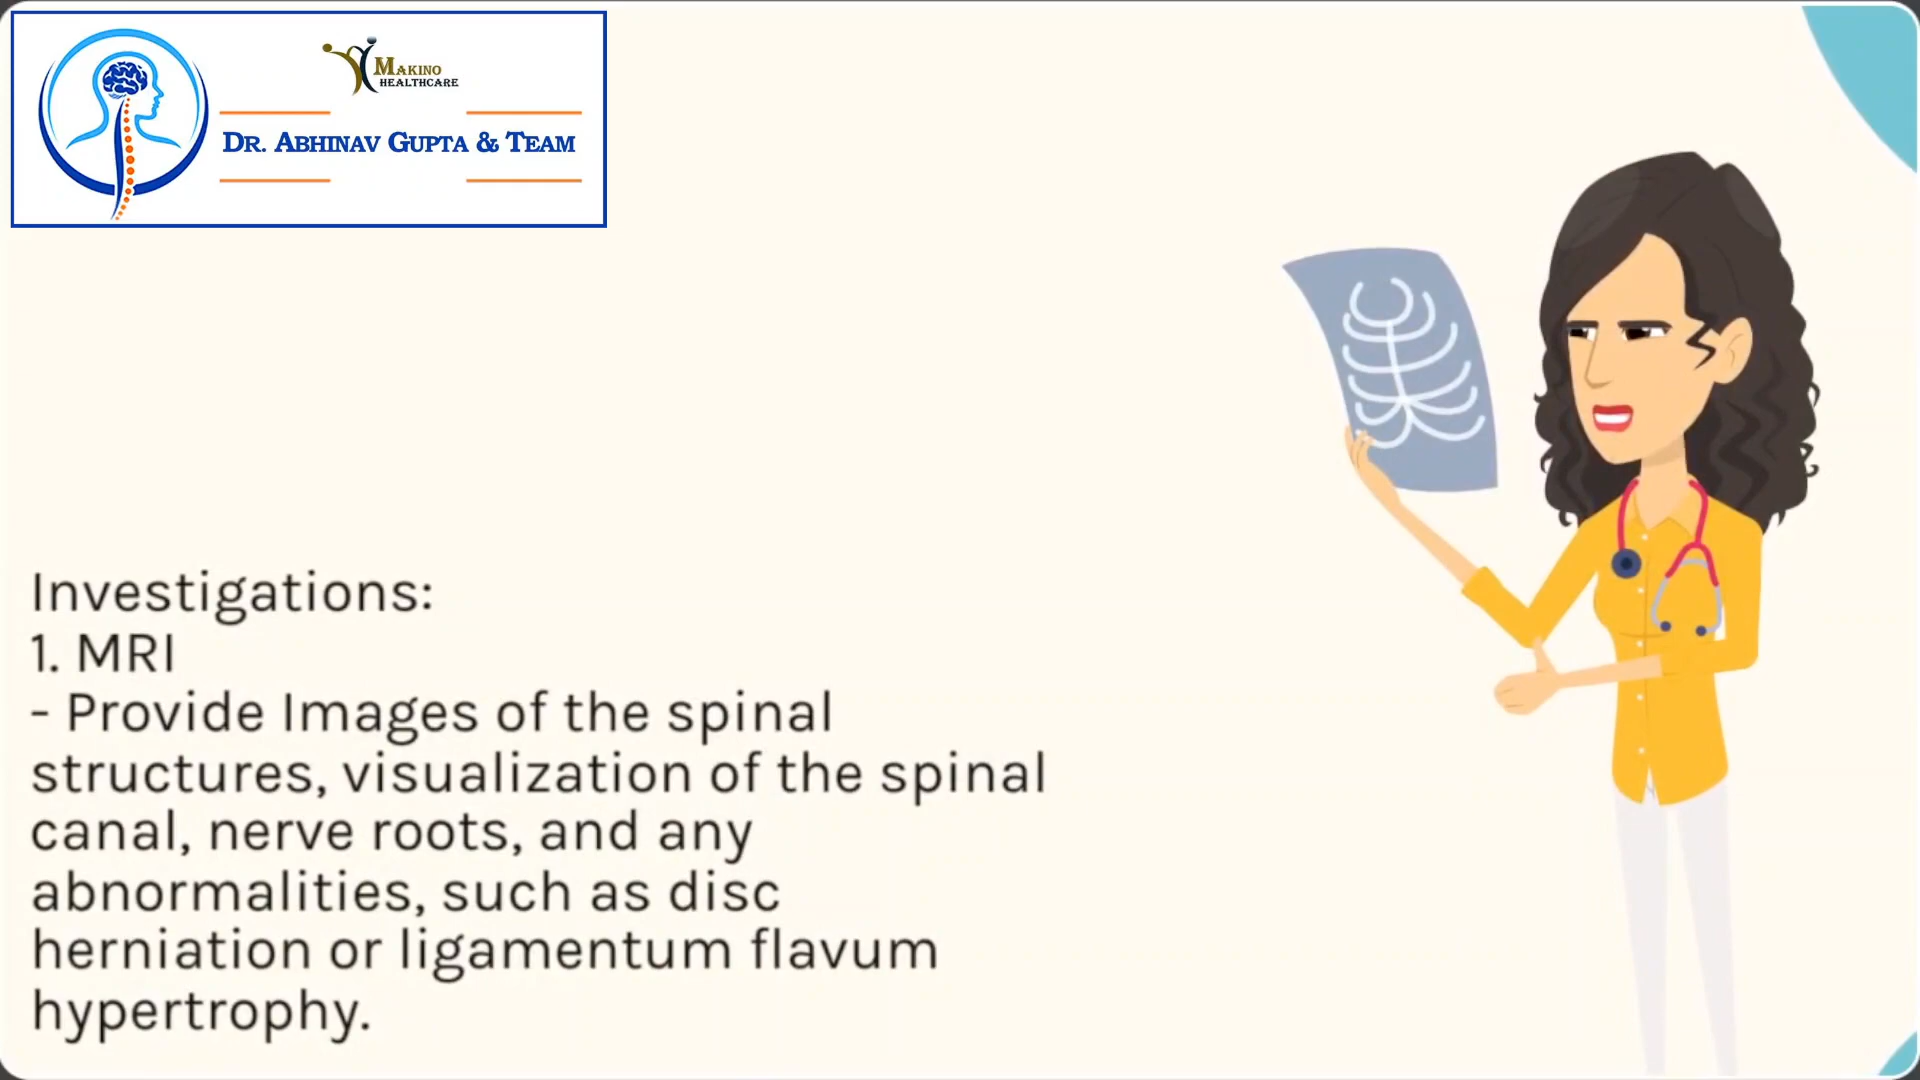 MAKINO
HEALTHCARE
DR. ABHINAV GUPTA & TEAM
Investigations:
1. MRI
- Provide Images of the spinal
structures, visualization of the spinal
canal, nerve roots, and any
abnormalities, such as disc
herniation or ligamentum flavum
hypertrophy.